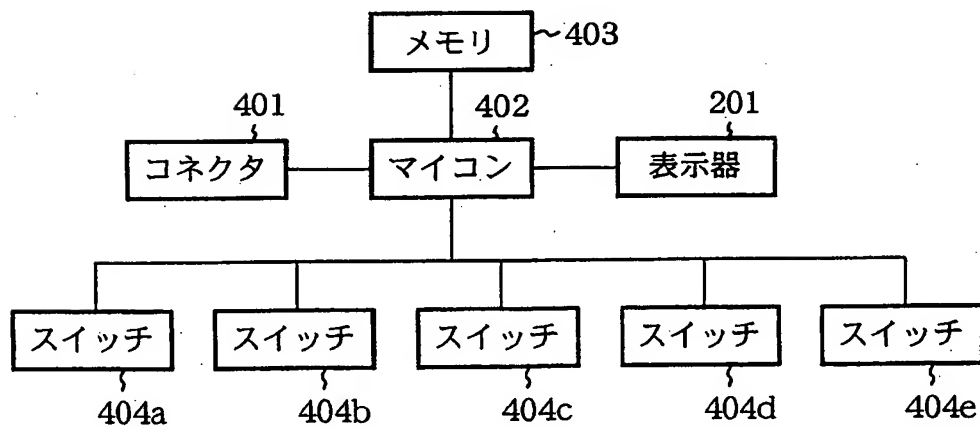 メモリ
403
401
402
201
コネクタ
マイコン
表示器
スイッチ
スイッチ
スイッチ
スイッチ
スイッチ
404a
404b
404c
404d
404e